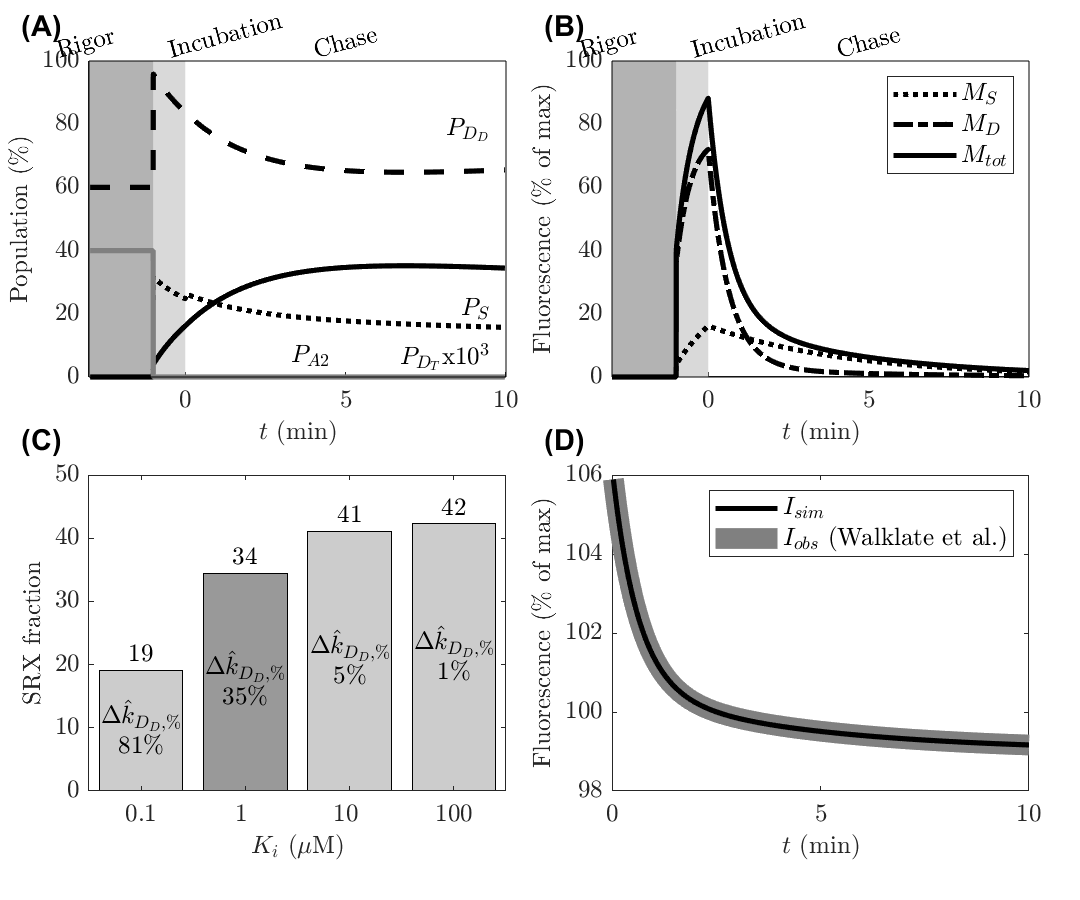 (A)
Rigor
Incubation
Chase
100
80
60
40
20
0
Population (%)
P_{D_D}
P_S
P_{A2}
P_{D_T}x10³
0
5
10
t (min)
(B)
Rigor
Incubation
Chase
100
80
60
40
20
0
Fluorescence (% of max)
M_S
M_D
M_{tot}
0
5
10
t (min)
(C)
50
40
30
20
10
0
SRX fraction
19
Δk̂_{D_D,%}
81%
34
Δk̂_{D_D,%}
35%
41
Δk̂_{D_D,%}
5%
42
Δk̂_{D_D,%}
1%
0.1
1
10
100
K_i (μM)
(D)
106
104
102
100
98
Fluorescence (% of max)
I_{sim}
I_{obs} (Walklate et al.)
0
5
10
t (min)